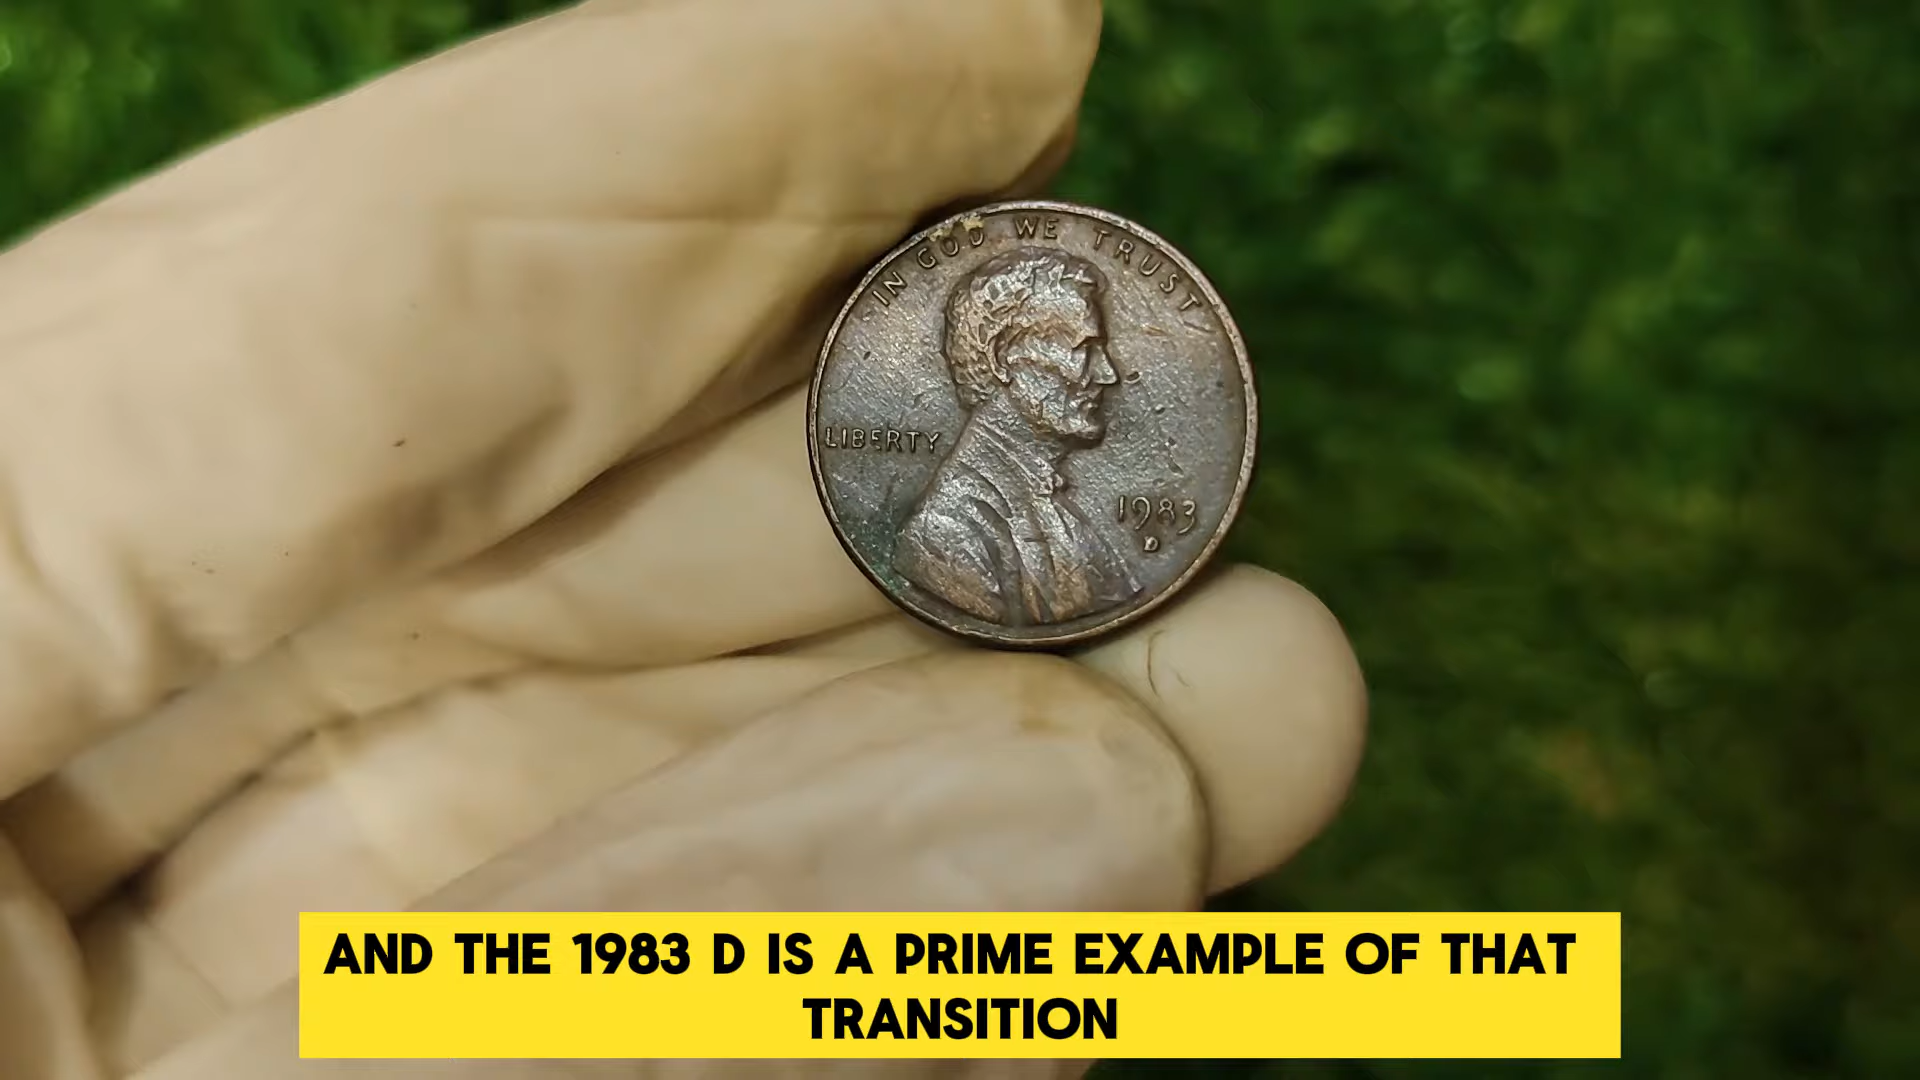 IN GOD WE TRUST
LIBERTY
1983
D
AND THE 1983 D IS A PRIME EXAMPLE OF THAT
TRANSITION